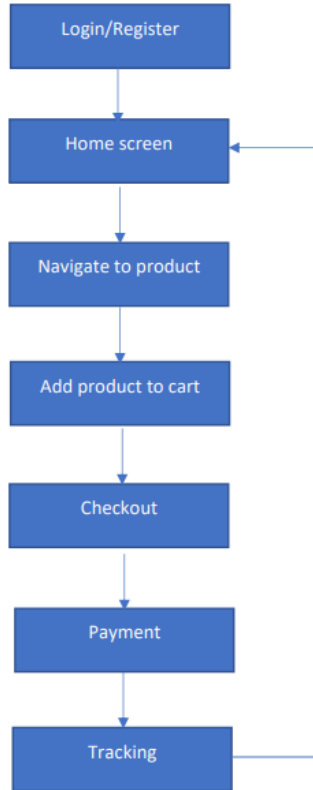 Login/Register
Home screen
Navigate to product
Add product to cart
Checkout
Payment
Tracking